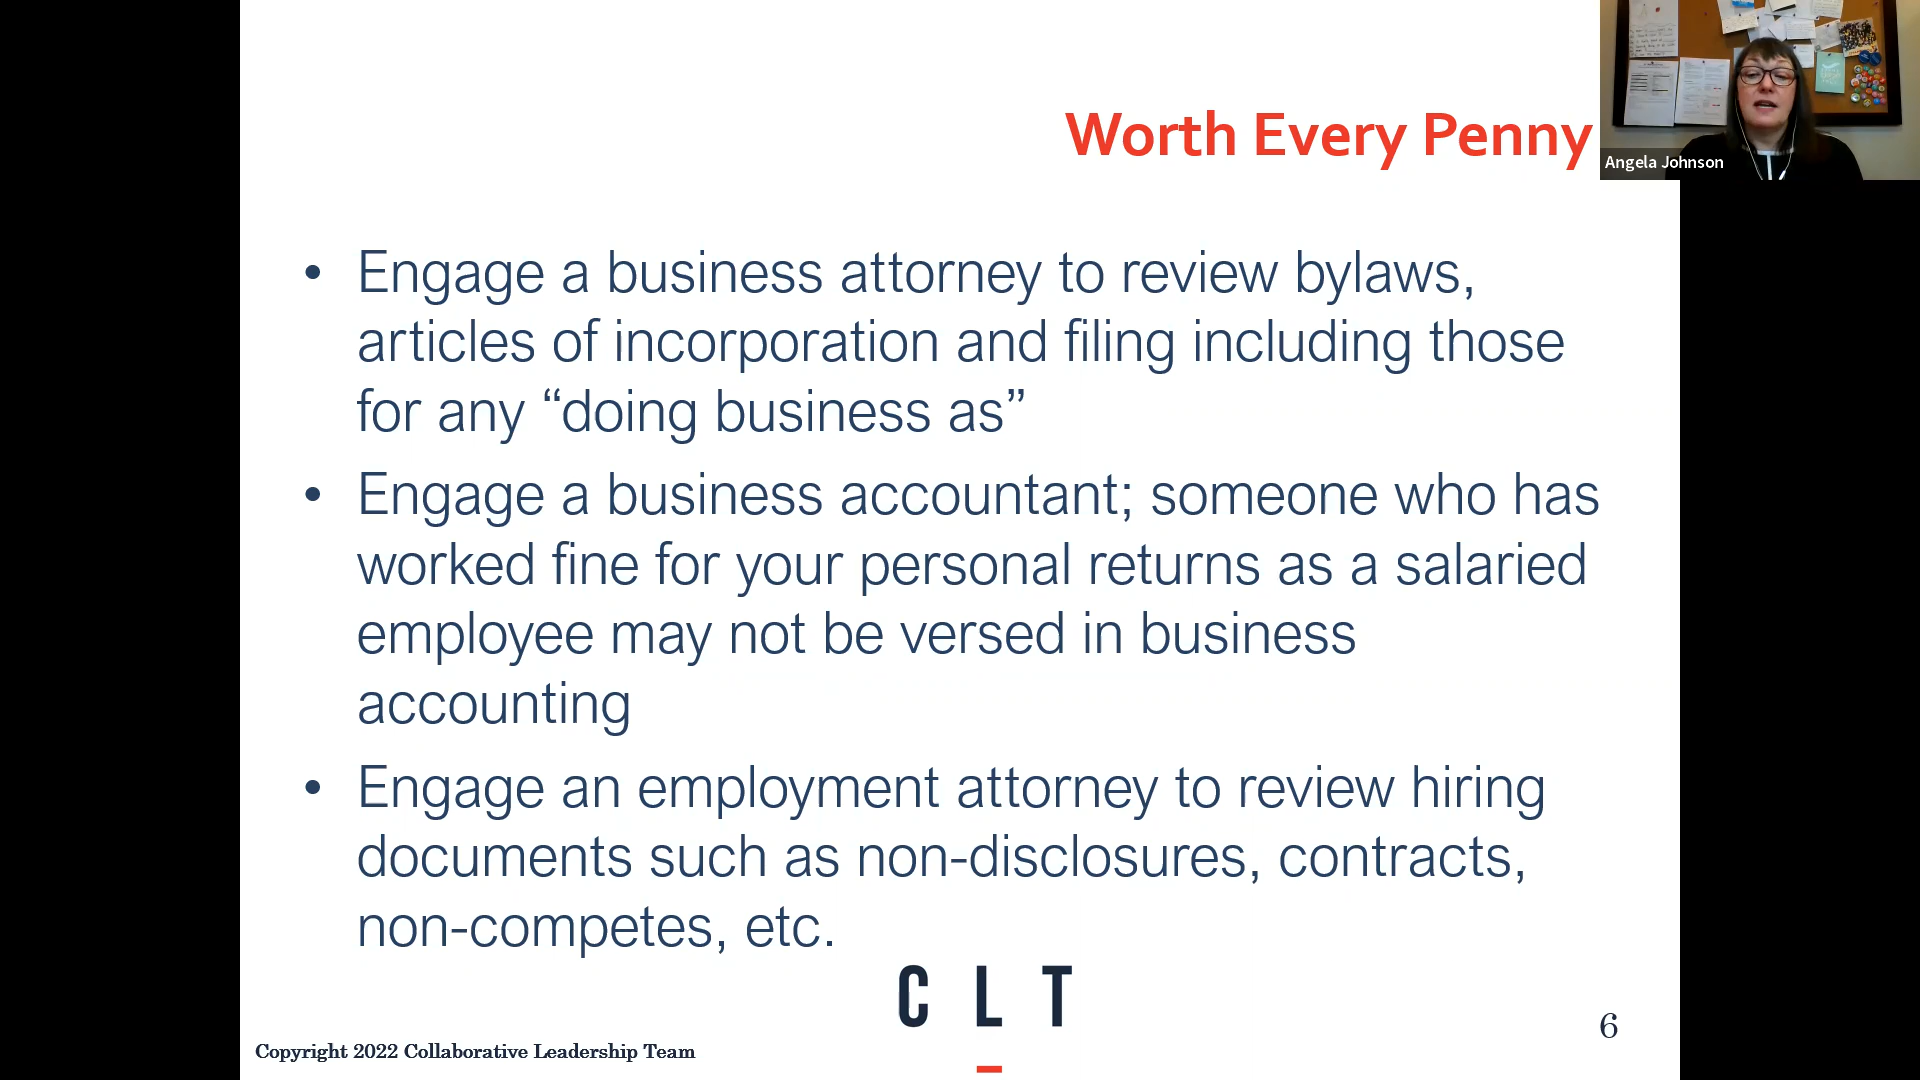 Worth Every Penny
Angela Johnson
• Engage a business attorney to review bylaws,
articles of incorporation and filing including those
for any “doing business as”
• Engage a business accountant; someone who has
worked fine for your personal returns as a salaried
employee may not be versed in business
accounting
• Engage an employment attorney to review hiring
documents such as non-disclosures, contracts,
non-competes, etc.
CLT
6
Copyright 2022 Collaborative Leadership Team